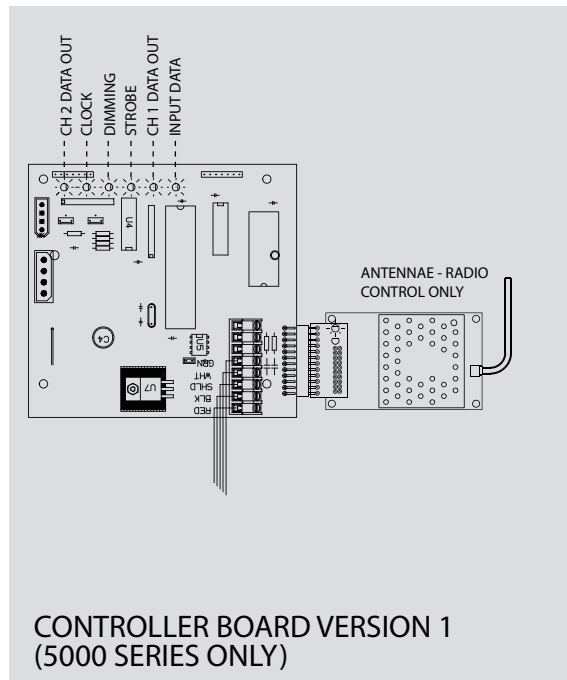 CH 2 DATA OUT
CLOCK
DIMMING
STROBE
CH 1 DATA OUT
INPUT DATA
U4
ANTENNAE - RADIO
CONTROL ONLY
C4
U5
GRN
WHT
SHLD
BLK
RED
U7
CONTROLLER BOARD VERSION 1
(5000 SERIES ONLY)